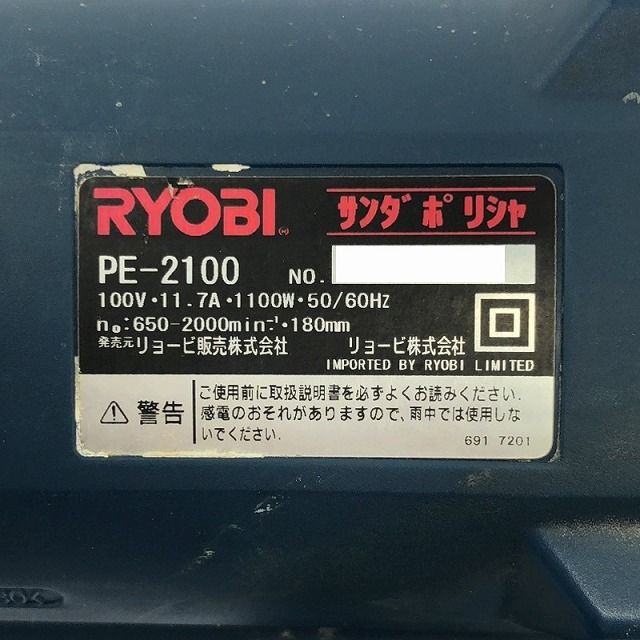 RYOBI サンダポリシャ
PE-2100 NO.
100V・11.7A・1100W・50/60Hz
n₀:650-2000min⁻¹・180mm
発売元リョービ販売株式会社 リョービ株式会社
IMPORTED BY RYOBI LIMITED
⚠ 警告
ご使用前に取扱説明書を必ずよくお読みください.
感電のおそれがありますので、雨中では使用しな
いでください.
691 7201